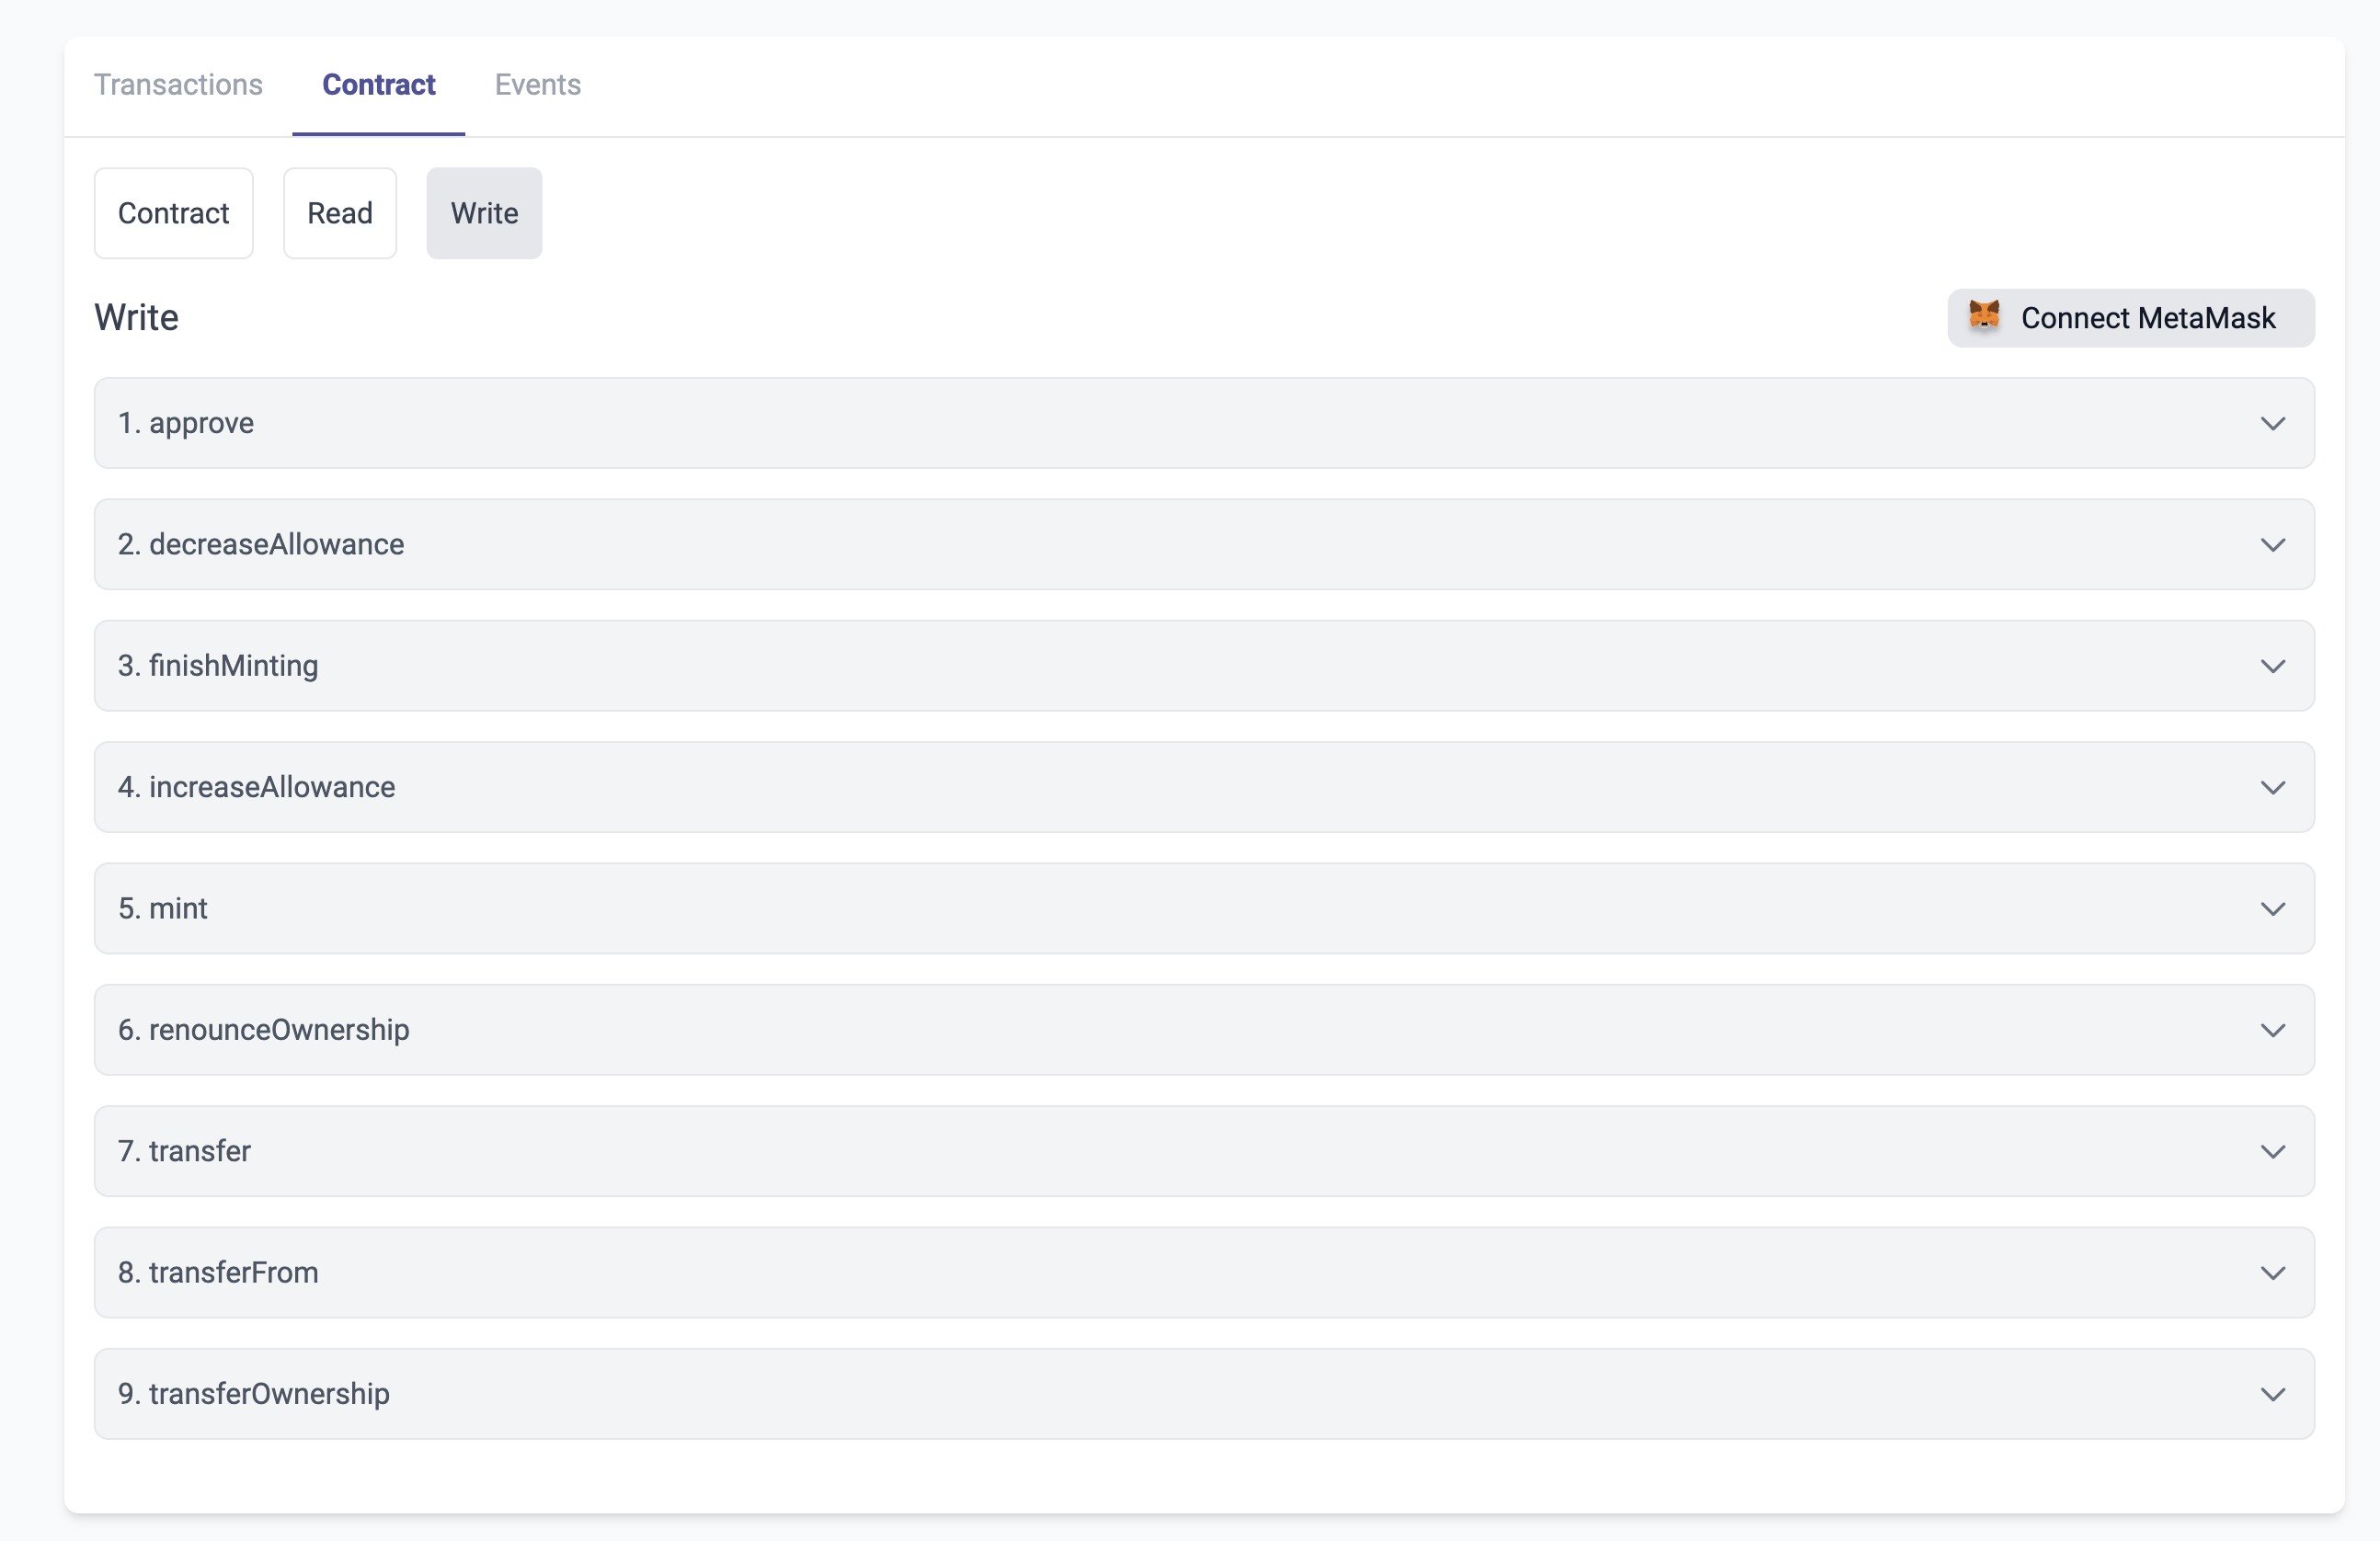 Transactions Contract Events
Contract Read Write
Write Connect MetaMask
1. approve
2. decreaseAllowance
3. finishMinting
4. increaseAllowance
5. mint
6. renounceOwnership
7. transfer
8. transferFrom
9. transferOwnership